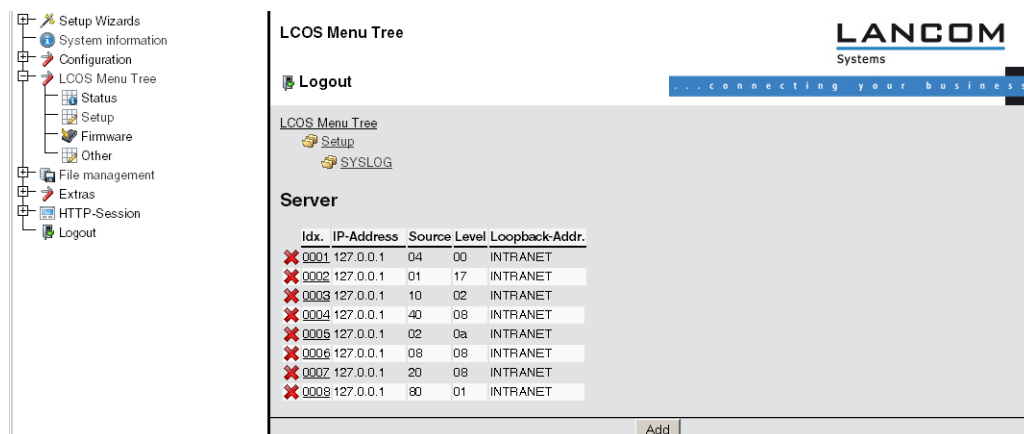 Setup Wizards
System information
Configuration
LCOS Menu Tree
Status
Setup
Firmware
Other
File management
Extras
HTTP-Session
Logout
LCOS Menu Tree
LANCOM
Systems
Logout
...connecting your business
LCOS Menu Tree
Setup
SYSLOG
Server
Idx. IP-Address Source Level Loopback-Addr.
0001 127.0.0.1 04 00 INTRANET
0002 127.0.0.1 01 17 INTRANET
0003 127.0.0.1 10 02 INTRANET
0004 127.0.0.1 40 08 INTRANET
0005 127.0.0.1 02 0a INTRANET
0006 127.0.0.1 08 08 INTRANET
0007 127.0.0.1 20 08 INTRANET
0008 127.0.0.1 80 01 INTRANET
Add